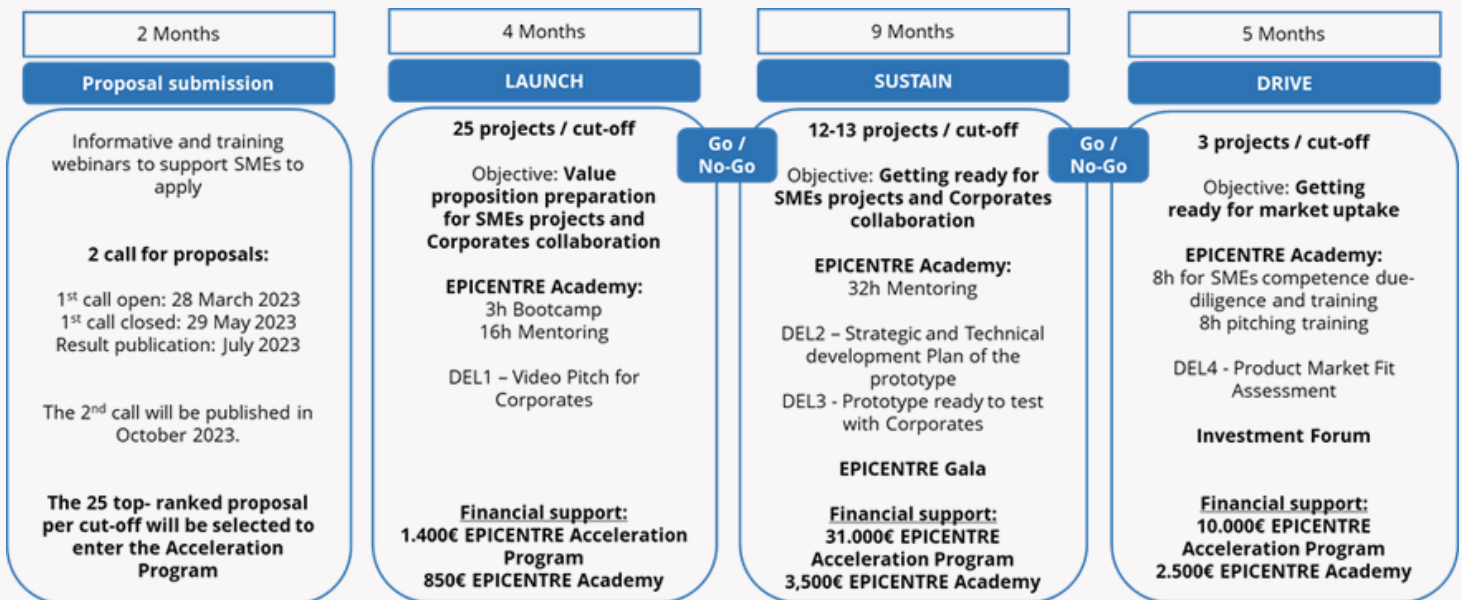 2 Months
Proposal submission
Informative and training
webinars to support SMEs to
apply
2 call for proposals:
1st call open: 28 March 2023
1st call closed: 29 May 2023
Result publication: July 2023
The 2nd call will be published in
October 2023.
The 25 top- ranked proposal
per cut-off will be selected to
enter the Acceleration
Program
4 Months
LAUNCH
25 projects / cut-off
Objective: Value
proposition preparation
for SMEs projects and
Corporates collaboration
EPICENTRE Academy:
3h Bootcamp
16h Mentoring
DEL1 – Video Pitch for
Corporates
Financial support:
1.400€ EPICENTRE Acceleration
Program
850€ EPICENTRE Academy
Go /
No-Go
9 Months
SUSTAIN
12-13 projects / cut-off
Objective: Getting ready for
SMEs projects and Corporates
collaboration
EPICENTRE Academy:
32h Mentoring
DEL2 – Strategic and Technical
development Plan of the
prototype
DEL3 - Prototype ready to test
with Corporates
EPICENTRE Gala
Financial support:
31.000€ EPICENTRE
Acceleration Program
3,500€ EPICENTRE Academy
Go /
No-Go
5 Months
DRIVE
3 projects / cut-off
Objective: Getting
ready for market uptake
EPICENTRE Academy:
8h for SMEs competence due-
diligence and training
8h pitching training
DEL4 - Product Market Fit
Assessment
Investment Forum
Financial support:
10.000€ EPICENTRE
Acceleration Program
2.500€ EPICENTRE Academy